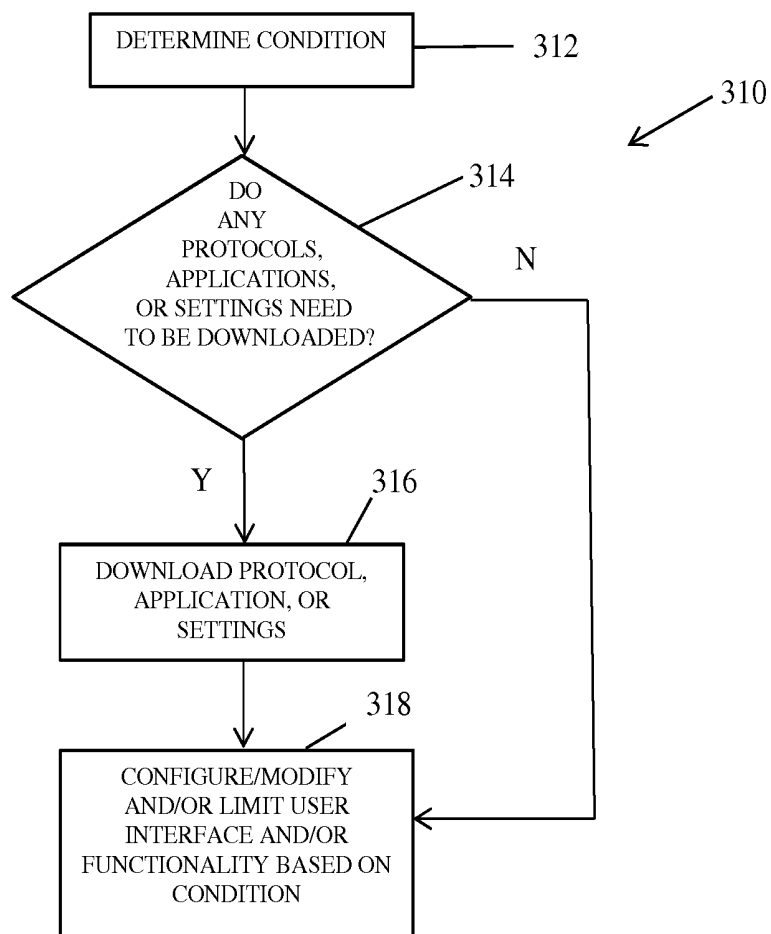 DETERMINE CONDITION
312
310
314
DO
ANY
PROTOCOLS,
APPLICATIONS,
OR SETTINGS NEED
TO BE DOWNLOADED?
N
Y
316
DOWNLOAD PROTOCOL,
APPLICATION, OR
SETTINGS
318
CONFIGURE/MODIFY
AND/OR LIMIT USER
INTERFACE AND/OR
FUNCTIONALITY BASED ON
CONDITION